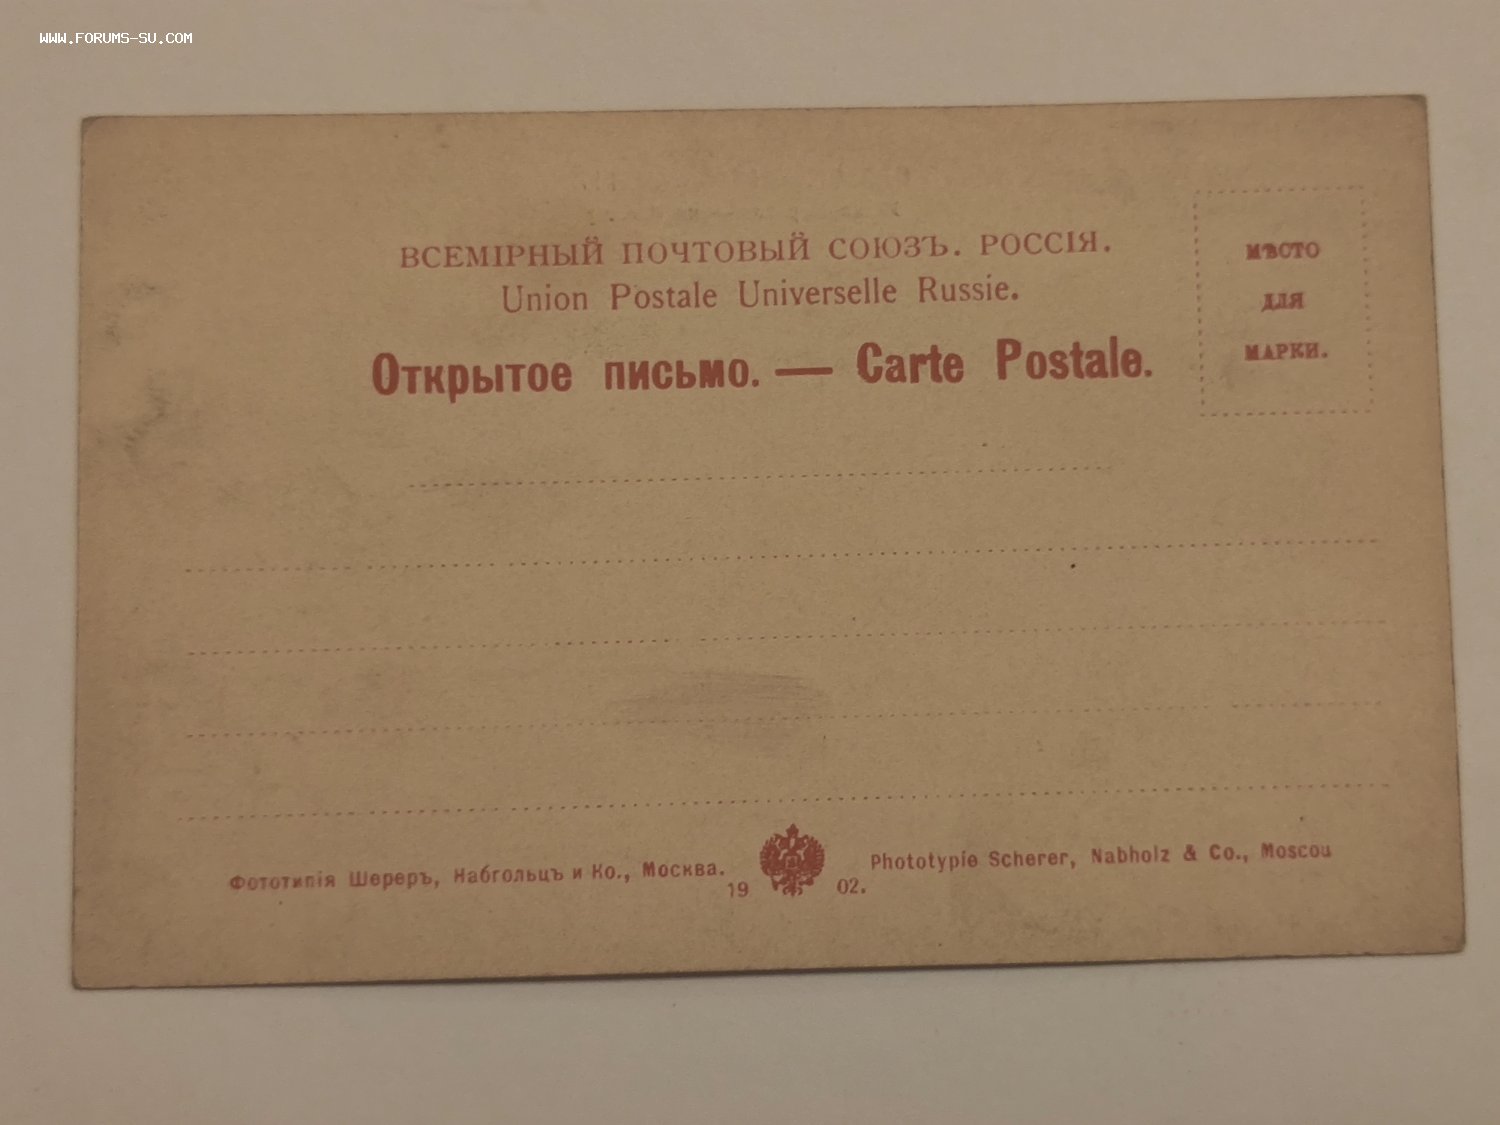 WWW.FORUMS-SU.COM
ВСЕМІРНЫЙ ПОЧТОВЫЙ СОЮЗЪ. РОССІЯ.
Union Postale Universelle Russie.
Открытое письмо. — Carte Postale.
МѢСТО
ДЛЯ
МАРКИ.
Фототипія Шереръ, Набгольцъ и Ко., Москва.
19 02.
Phototypie Scherer, Nabholz & Co., Moscou